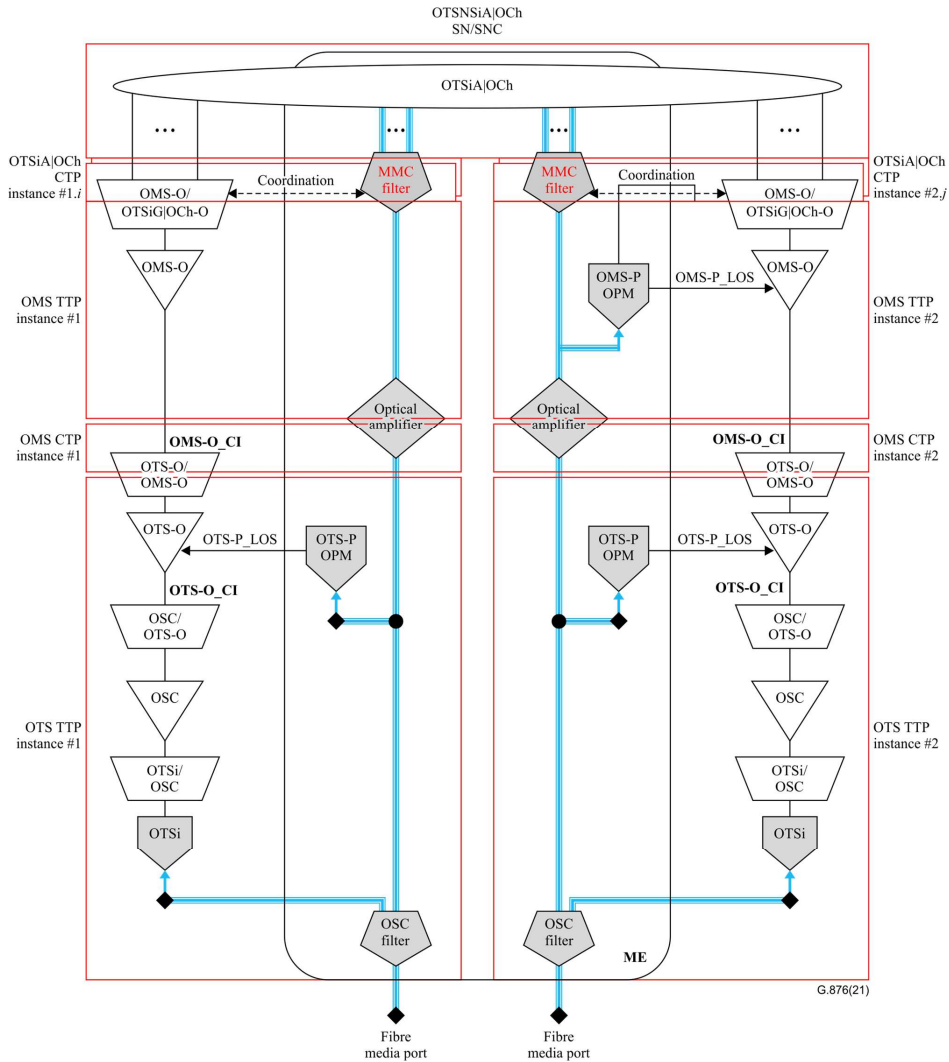 OTSNSiA|OCh
SN/SNC
OTSiA|OCh
...
...
...
...
OTSiA|OCh
CTP
instance #1.i
OMS-O/
OTSiG|OCh-O
Coordination
MMC
filter
MMC
filter
Coordination
OMS-O/
OTSiG|OCh-O
OTSiA|OCh
CTP
instance #2.j
OMS TTP
instance #1
OMS-O
OMS-P
OPM
OMS-P_LOS
OMS-O
OMS TTP
instance #2
Optical
amplifier
Optical
amplifier
OMS CTP
instance #1
OMS-O_CI
OTS-O/
OMS-O
OMS-O_CI
OTS-O/
OMS-O
OMS CTP
instance #2
OTS-O
OTS-P_LOS
OTS-P
OPM
OTS-P
OPM
OTS-P_LOS
OTS-O
OTS-O_CI
OTS-O_CI
OSC/
OTS-O
OSC/
OTS-O
OTS TTP
instance #1
OSC
OSC
OTS TTP
instance #2
OTSi/
OSC
OTSi/
OSC
OTSi
OTSi
OSC
filter
OSC
filter
ME
G.876(21)
Fibre
media port
Fibre
media port